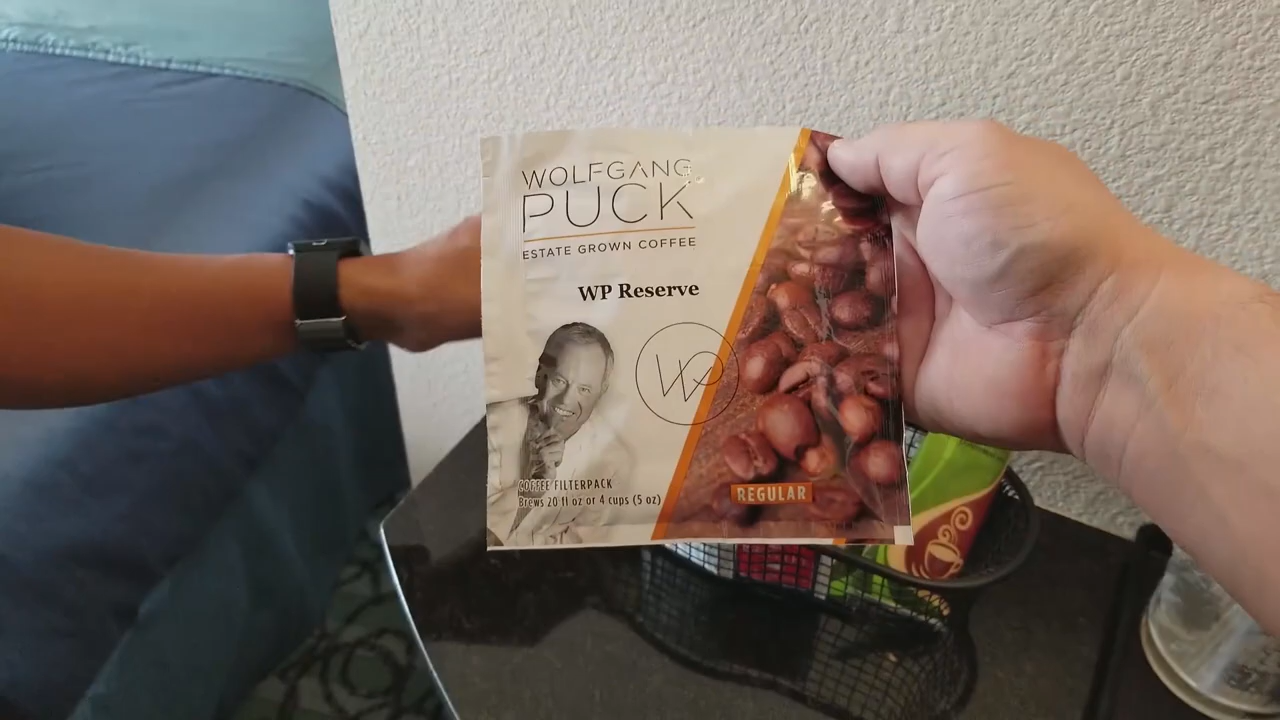 WOLFGANG
PUCK
ESTATE GROWN COFFEE
WP Reserve
WP
COFFEE FILTERPACK
Brews 20 fl oz or 4 cups (5 oz)
REGULAR